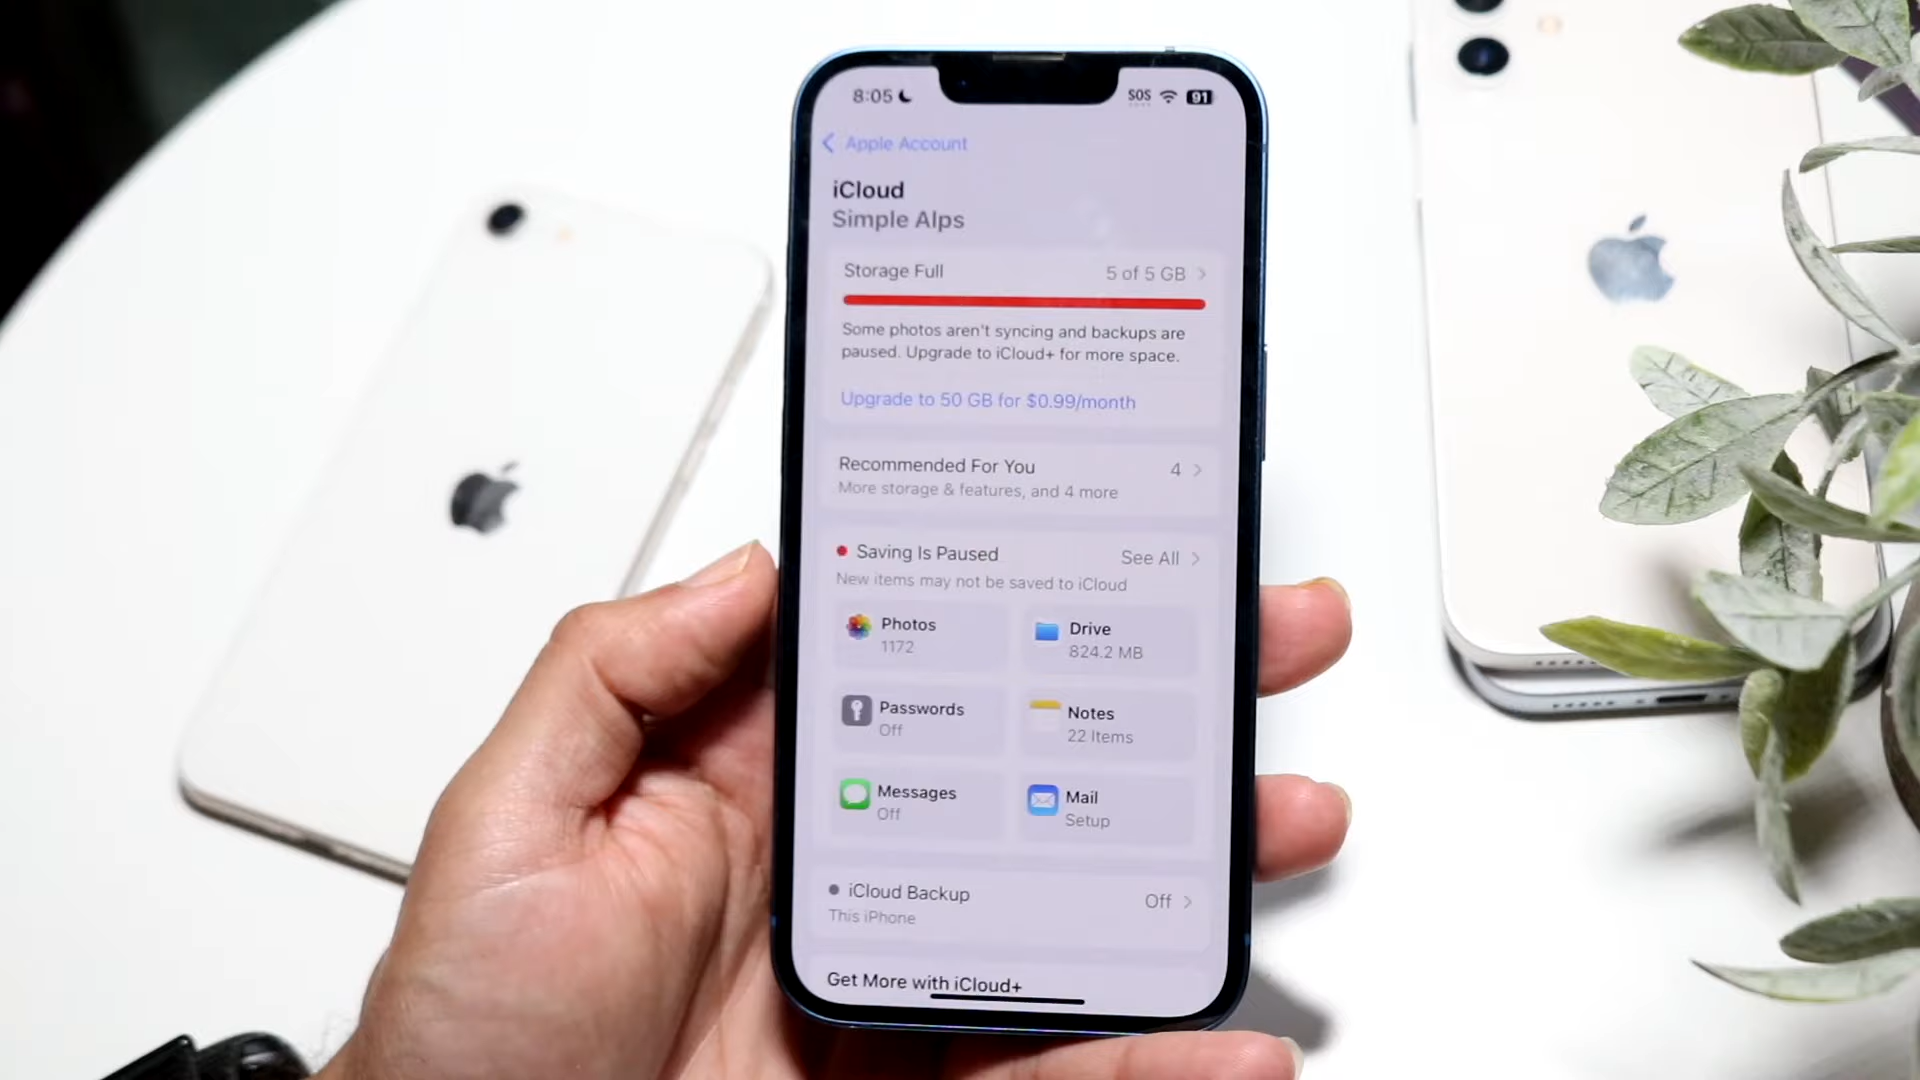 8:05
SOS
91
Apple Account
iCloud
Simple Alps
Storage Full
5 of 5 GB
Some photos aren't syncing and backups are
paused. Upgrade to iCloud+ for more space.
Upgrade to 50 GB for $0.99/month
Recommended For You
4
More storage & features, and 4 more
Saving Is Paused
See All
New items may not be saved to iCloud
Photos
1172
Drive
824.2 MB
Passwords
Off
Notes
22 Items
Messages
Off
Mail
Setup
iCloud Backup
Off
This iPhone
Get More with iCloud+